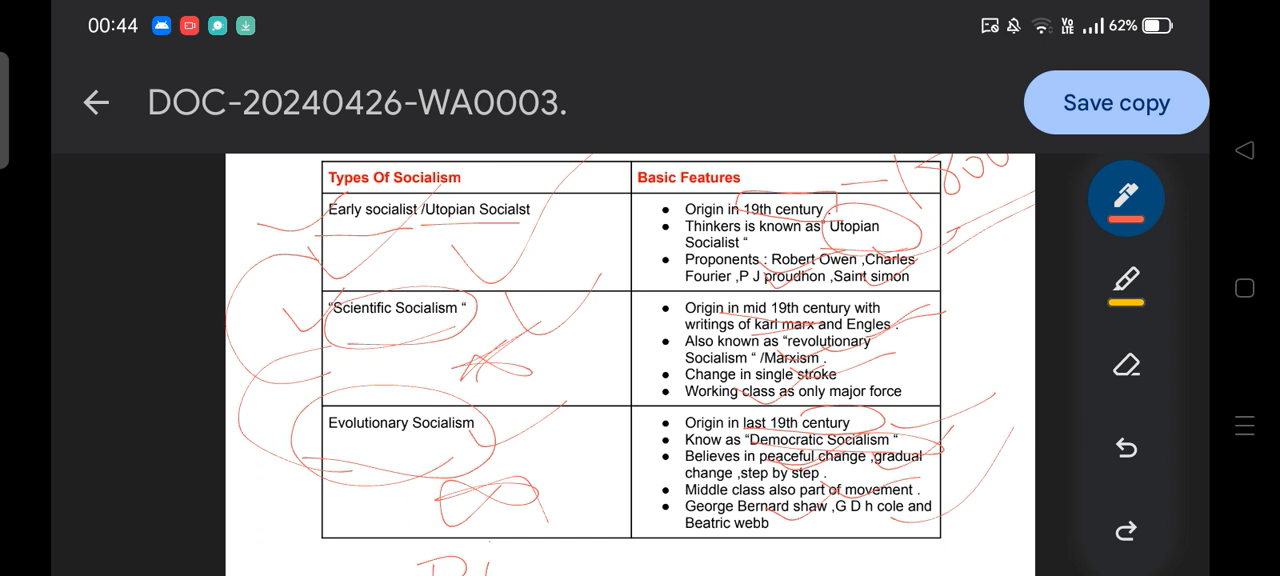 00:44
Vo LTE 62%
DOC-20240426-WA0003.
Save copy
1800
Types Of Socialism
Basic Features
Early socialist /Utopian Socialst
● Origin in 19th century .
● Thinkers is known as “ Utopian
Socialist “
● Proponents : Robert Owen ,Charles
Fourier ,P J proudhon ,Saint simon
“Scientific Socialism “
● Origin in mid 19th century with
writings of karl marx and Engles .
● Also known as “revolutionary
Socialism “ /Marxism .
● Change in single stroke
● Working class as only major force
Evolutionary Socialism
● Origin in last 19th century
● Know as “Democratic Socialism “
● Believes in peaceful change ,gradual
change ,step by step .
● Middle class also part of movement .
● George Bernard shaw ,G D h cole and
Beatric webb